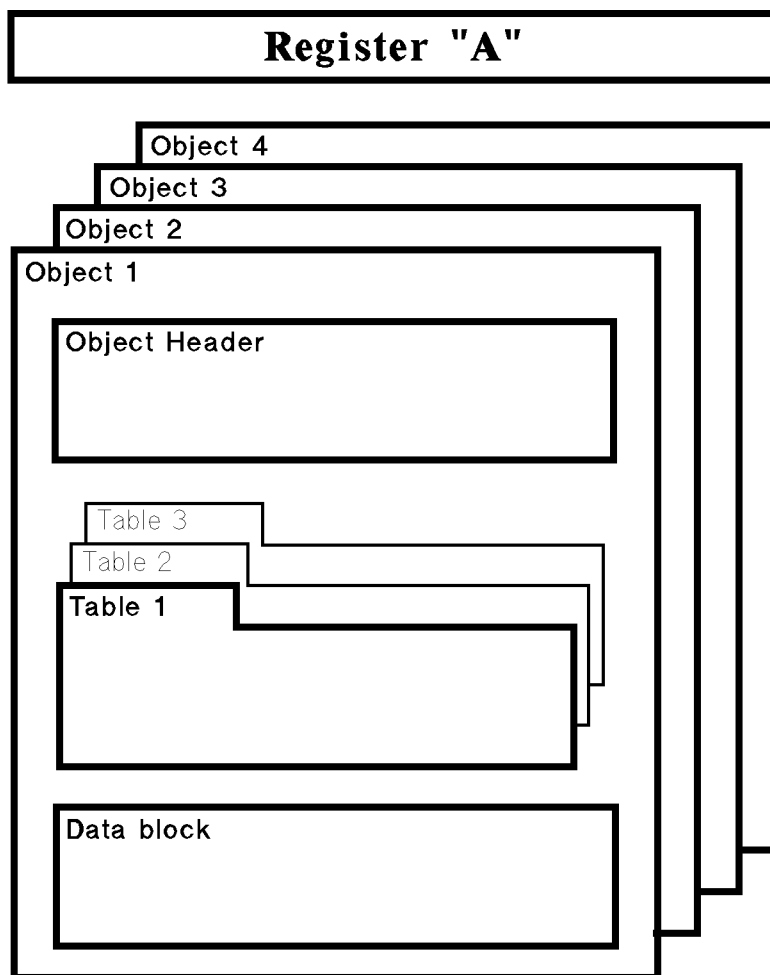 Register "A"
Object 4
Object 3
Object 2
Object 1
Object Header
Table 3
Table 2
Table 1
Data block